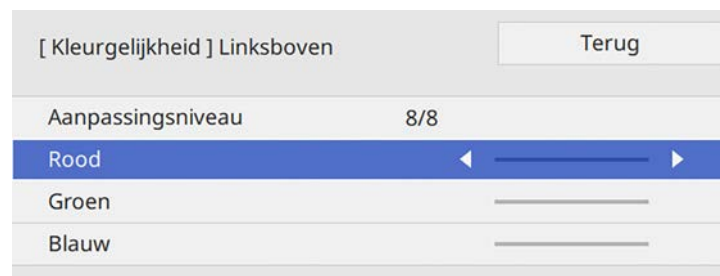 [ Kleurgelijkheid ] Linksboven Terug
Aanpassingsniveau 8/8
Rood
Groen
Blauw